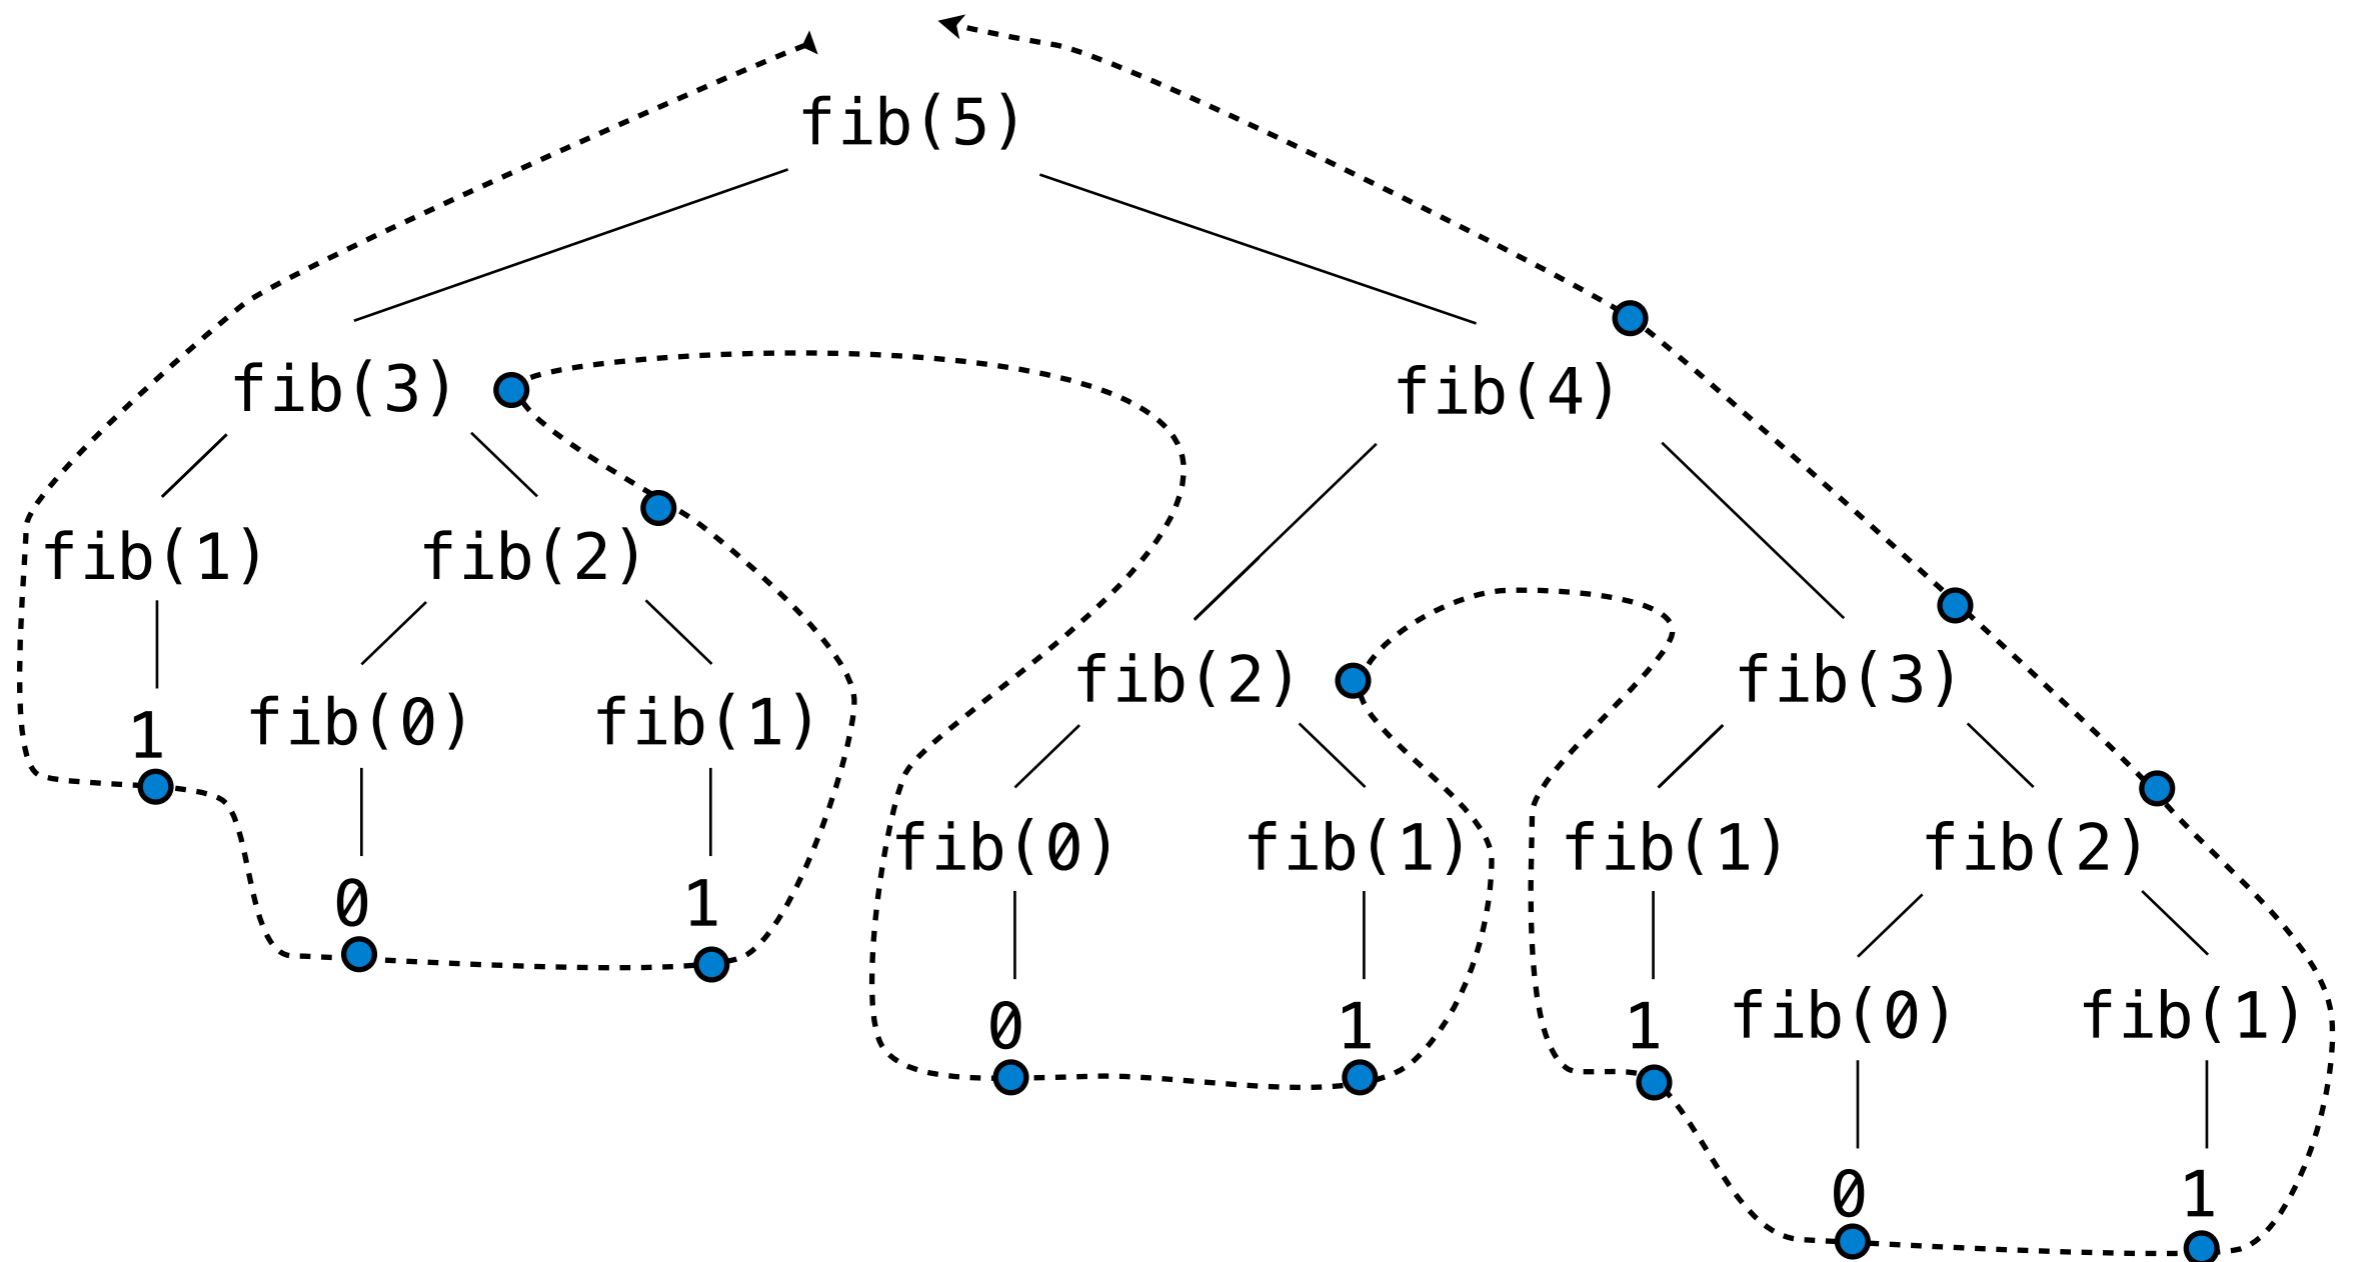 fib(5)
fib(3) fib(4)
fib(1) fib(2)
fib(2) fib(3)
1 fib(0) fib(1)
fib(0) fib(1) fib(1) fib(2)
0 1
0 1 1 fib(0) fib(1)
0 1